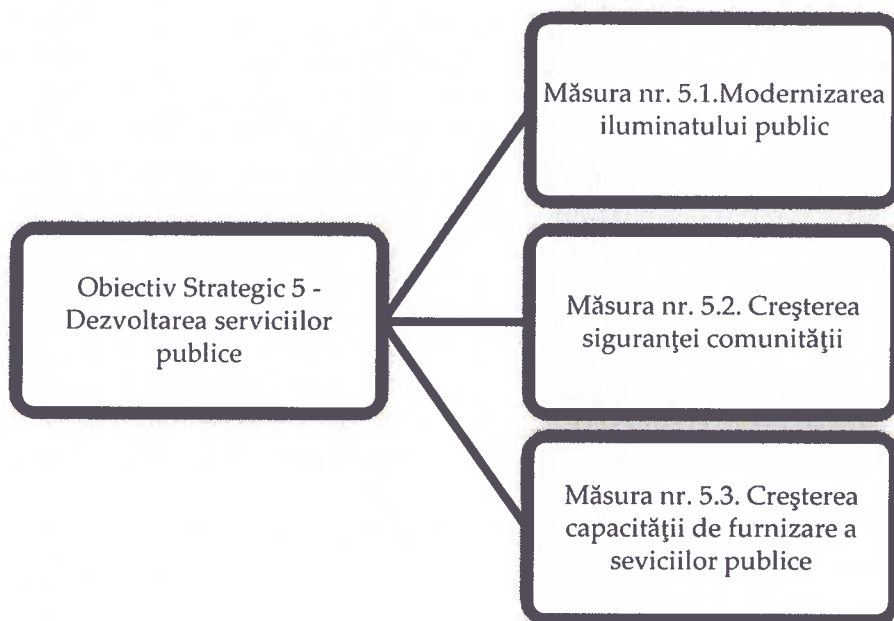 Obiectiv Strategic 5 -
Dezvoltarea serviciilor
publice
Măsura nr. 5.1.Modernizarea
iluminatului public
Măsura nr. 5.2. Creşterea
siguranţei comunităţii
Măsura nr. 5.3. Creşterea
capacităţii de furnizare a
seviciilor publice